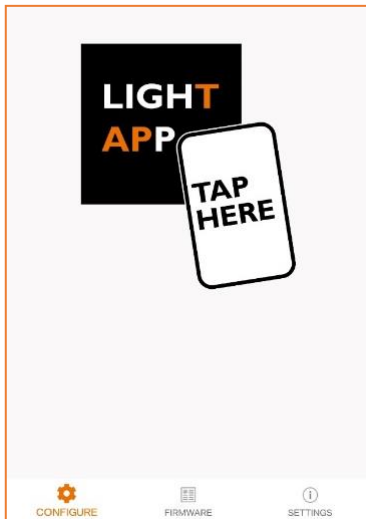 LIGHT
APP
TAP
HERE
CONFIGURE
FIRMWARE
SETTINGS